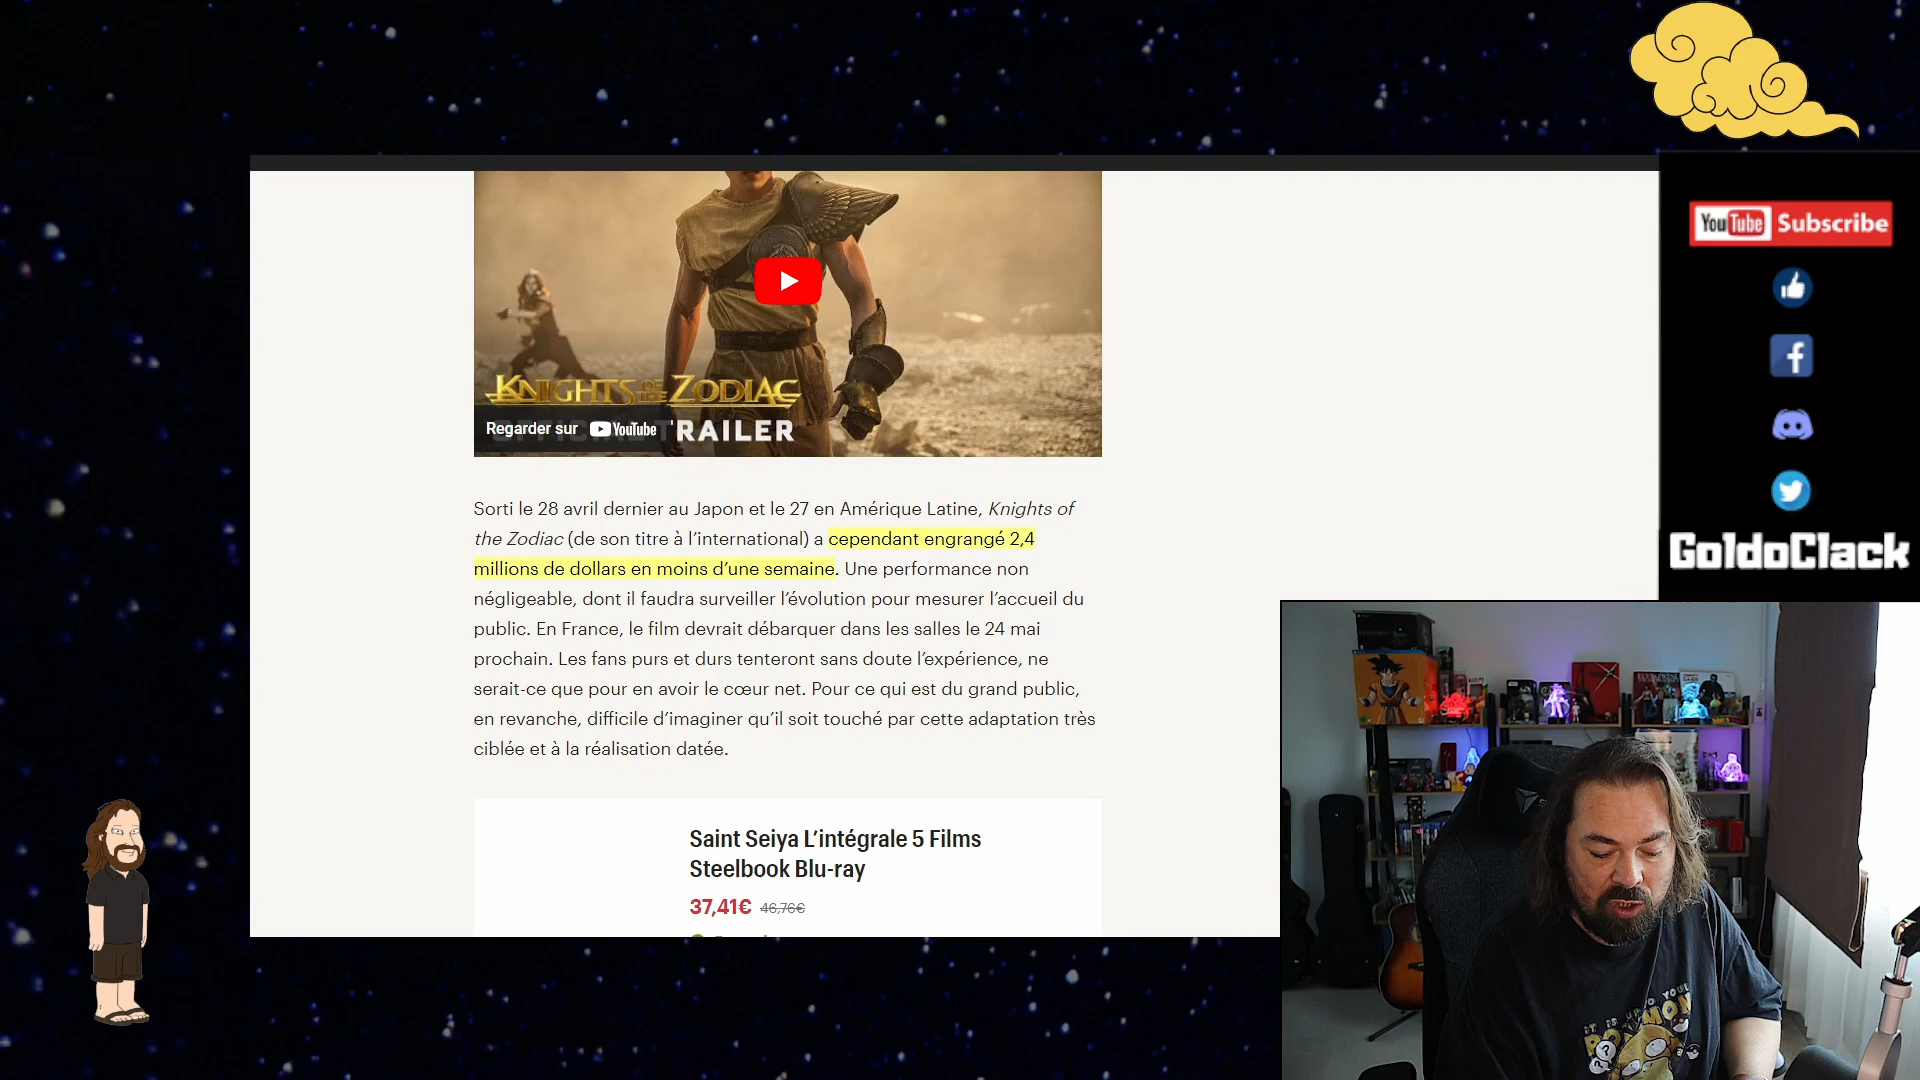 YouTube Subscribe
KNIGHTS OF THE ZODIAC
Regarder sur YouTube
TRAILER
Sorti le 28 avril dernier au Japon et le 27 en Amérique Latine, Knights of
the Zodiac (de son titre à l’international) a cependant engrangé 2,4
millions de dollars en moins d’une semaine. Une performance non
négligeable, dont il faudra surveiller l’évolution pour mesurer l’accueil du
public. En France, le film devrait débarquer dans les salles le 24 mai
prochain. Les fans purs et durs tenteront sans doute l’expérience, ne
serait-ce que pour en avoir le cœur net. Pour ce qui est du grand public,
en revanche, difficile d’imaginer qu’il soit touché par cette adaptation très
ciblée et à la réalisation datée.
Saint Seiya L’intégrale 5 Films
Steelbook Blu-ray
37,41€ 46,76€
GoldoClack